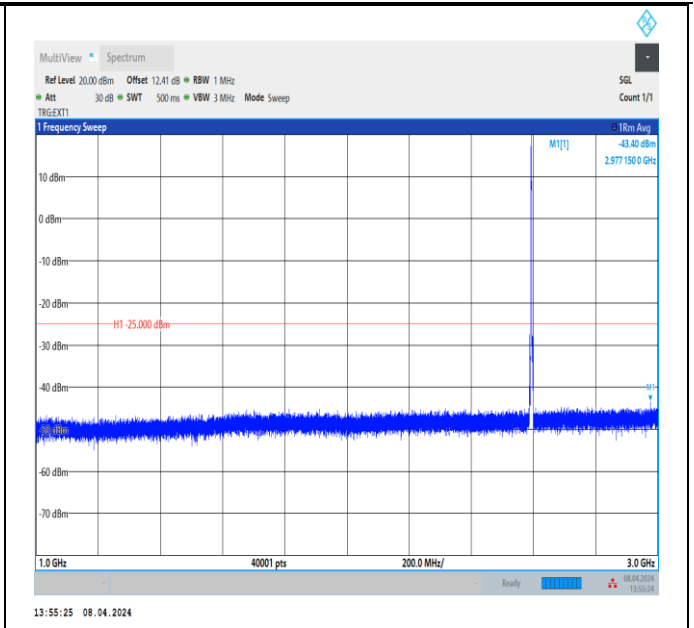 MultiView Spectrum
Ref Level 20.00 dBm Offset 12.41 dB RBW 1 MHz SGL
Att 30 dB SWT 500 ms VBW 3 MHz Mode Sweep Count 1/1
TRG:EXT1
1 Frequency Sweep 1Rm Avg
M1[1] -43.40 dBm
2.977 150 0 GHz
10 dBm
0 dBm
-10 dBm
-20 dBm
H1 -25.000 dBm
-30 dBm
-40 dBm
M1
-50 dBm
-60 dBm
-70 dBm
1.0 GHz 40001 pts 200.0 MHz/ 3.0 GHz
Ready 08.04.2024
13:55:24
13:55:25 08.04.2024